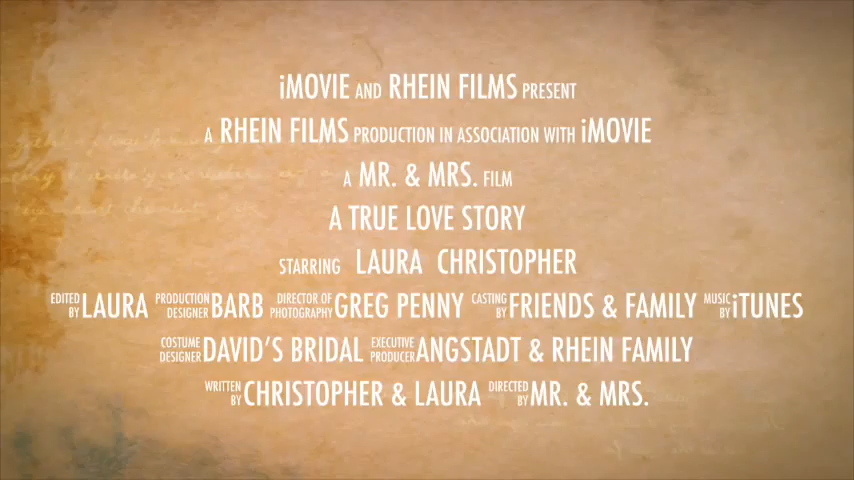 iMOVIE AND RHEIN FILMS PRESENT
A RHEIN FILMS PRODUCTION IN ASSOCIATION WITH iMOVIE
A MR. & MRS. FILM
A TRUE LOVE STORY
STARRING LAURA CHRISTOPHER
EDITED BY LAURA PRODUCTION DESIGNER BARB DIRECTOR OF PHOTOGRAPHY GREG PENNY CASTING BY FRIENDS & FAMILY MUSIC BY iTUNES
COSTUME DESIGNER DAVID'S BRIDAL EXECUTIVE PRODUCER ANGSTADT & RHEIN FAMILY
WRITTEN BY CHRISTOPHER & LAURA DIRECTED BY MR. & MRS.